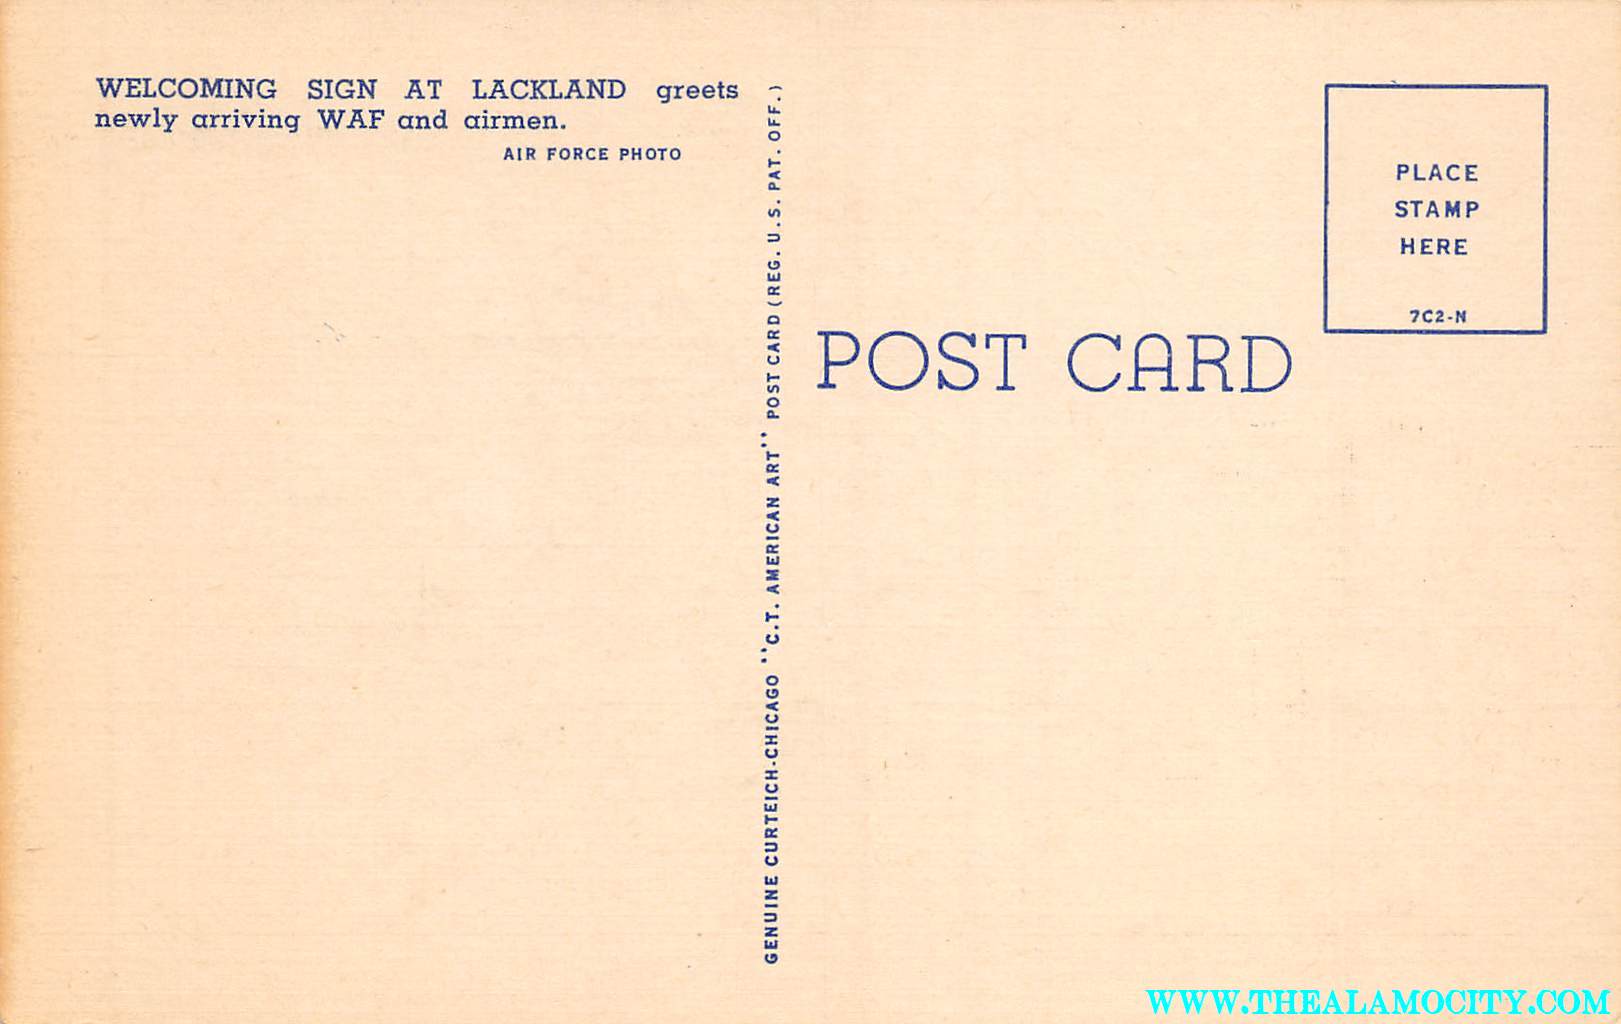 WELCOMING SIGN AT LACKLAND greets
newly arriving WAF and airmen.
AIR FORCE PHOTO
GENUINE CURTEICH-CHICAGO "C.T. AMERICAN ART" POST CARD (REG. U.S. PAT. OFF.)
POST CARD
PLACE
STAMP
HERE
7C2-N
WWW.THEALAMOCITY.COM